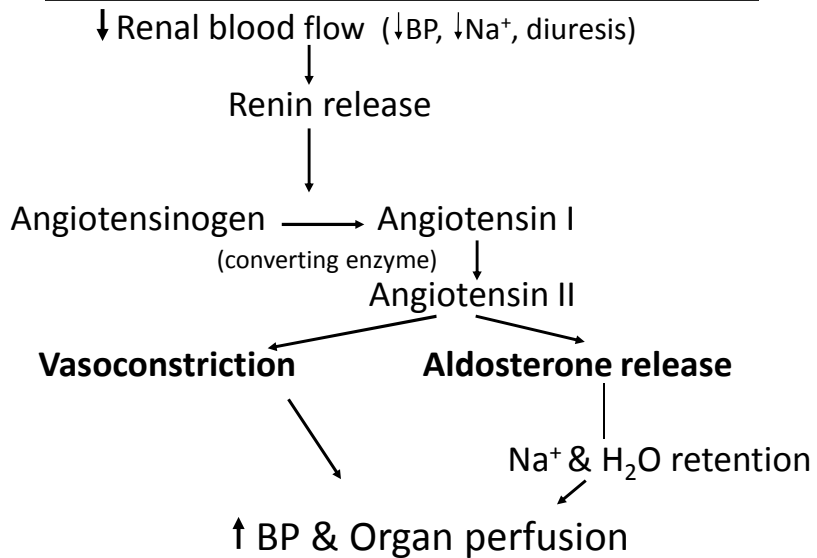 ↓ Renal blood flow (↓BP, ↓Na⁺, diuresis)
Renin release
Angiotensinogen → Angiotensin I
(converting enzyme)
Angiotensin II
Vasoconstriction Aldosterone release
Na⁺ & H₂O retention
↑ BP & Organ perfusion